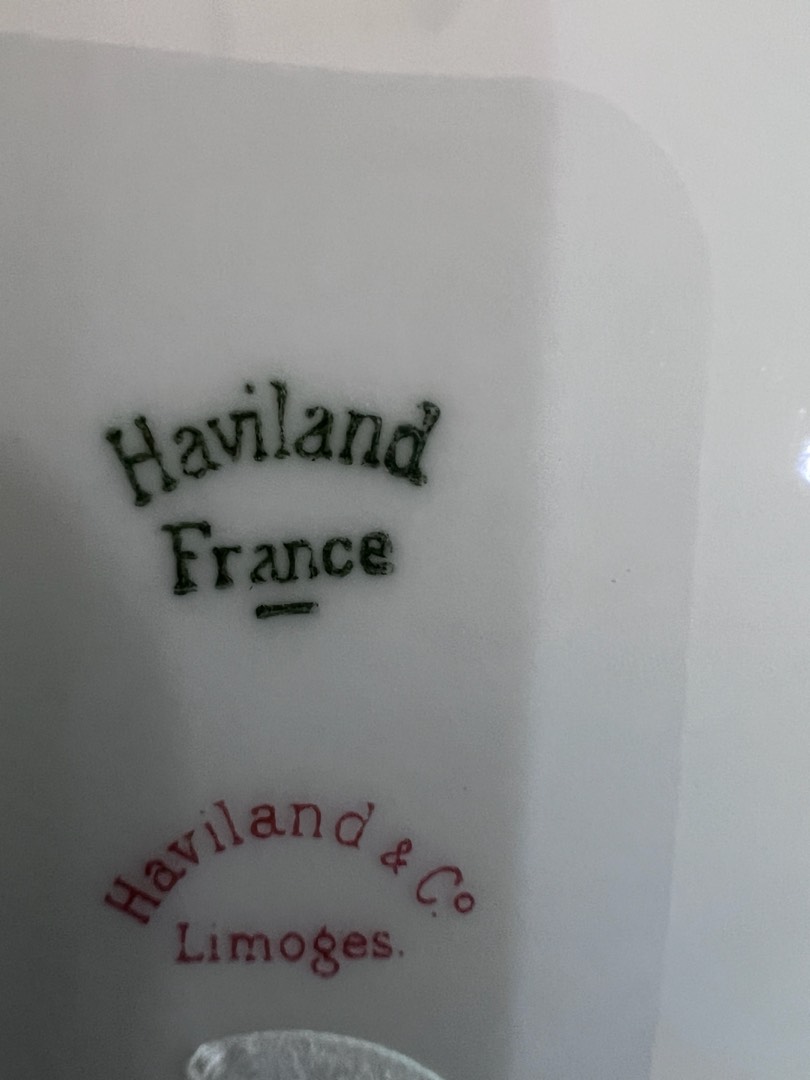 Haviland
France
Haviland & Co
Limoges.